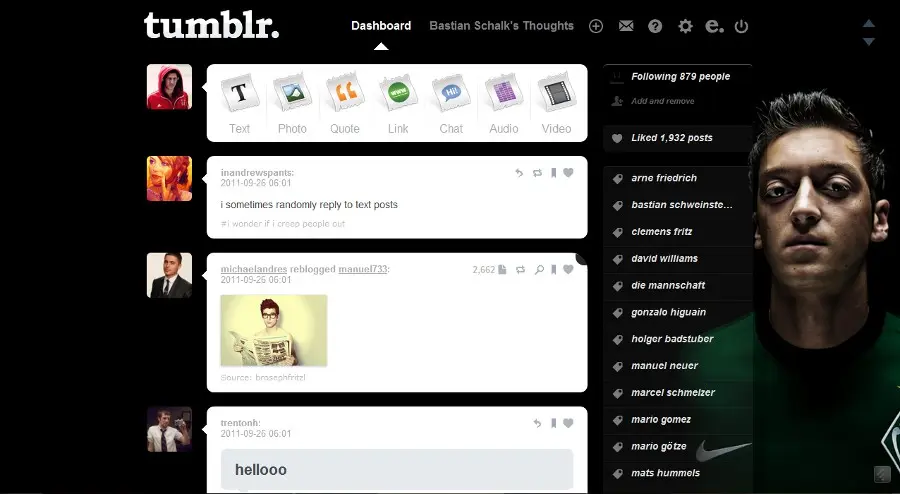 tumblr.
Dashboard
Bastian Schalk's Thoughts
Text
Photo
Quote
Link
Chat
Audio
Video
inandrewspants:
2011-09-26 06:01
i sometimes randomly reply to text posts
#i wonder if i creep people out
michaelandres reblogged manuel733:
2,662
2011-09-26 06:01
Source: brosephfritzl
trentonh:
2011-09-26 06:01
hellooo
Following 879 people
Add and remove
Liked 1,932 posts
arne friedrich
bastian schweinste...
clemens fritz
david williams
die mannschaft
gonzalo higuain
holger badstuber
manuel neuer
marcel schmelzer
mario gomez
mario götze
mats hummels